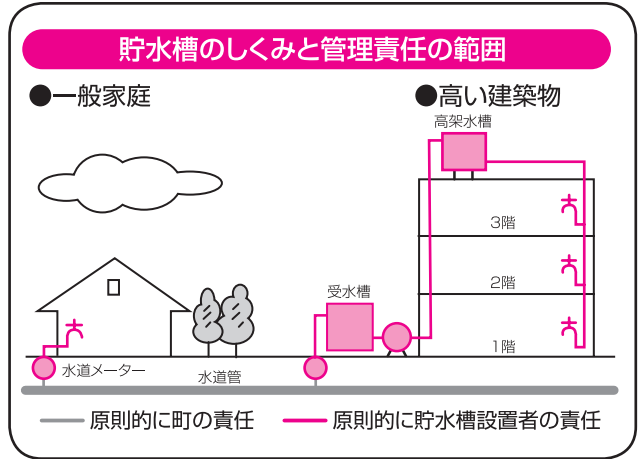 貯水槽のしくみと管理責任の範囲
●一般家庭
●高い建築物
高架水槽
3階
2階
受水槽
1階
水道メーター
水道管
原則的に町の責任
原則的に貯水槽設置者の責任